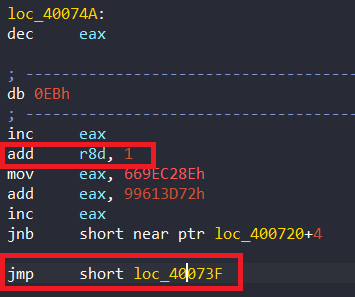 loc_40074A:
dec eax
; ---------------------------------------
db 0EBh
; ---------------------------------------
inc eax
add r8d, 1
mov eax, 669EC28Eh
add eax, 99613D72h
inc eax
jnb short near ptr loc_400720+4
jmp short loc_40073F